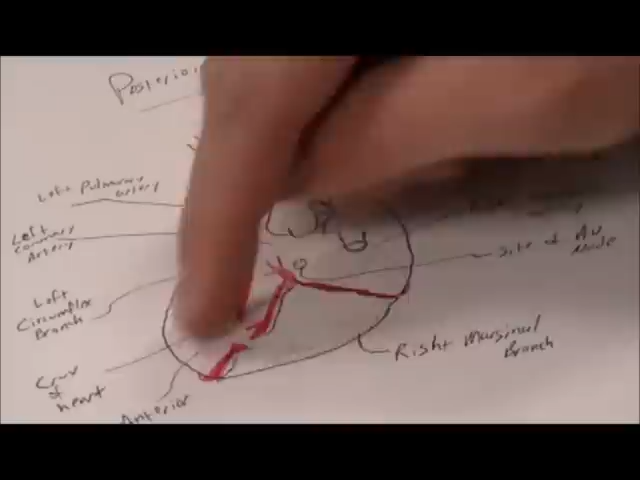 Posterio
Left Pulmonary
artery
Left
Coronary
Artery
Left
Circumflex
Branch
Crux
of
heart
Anterior
Site of AV
Node
Right Marginal
Branch